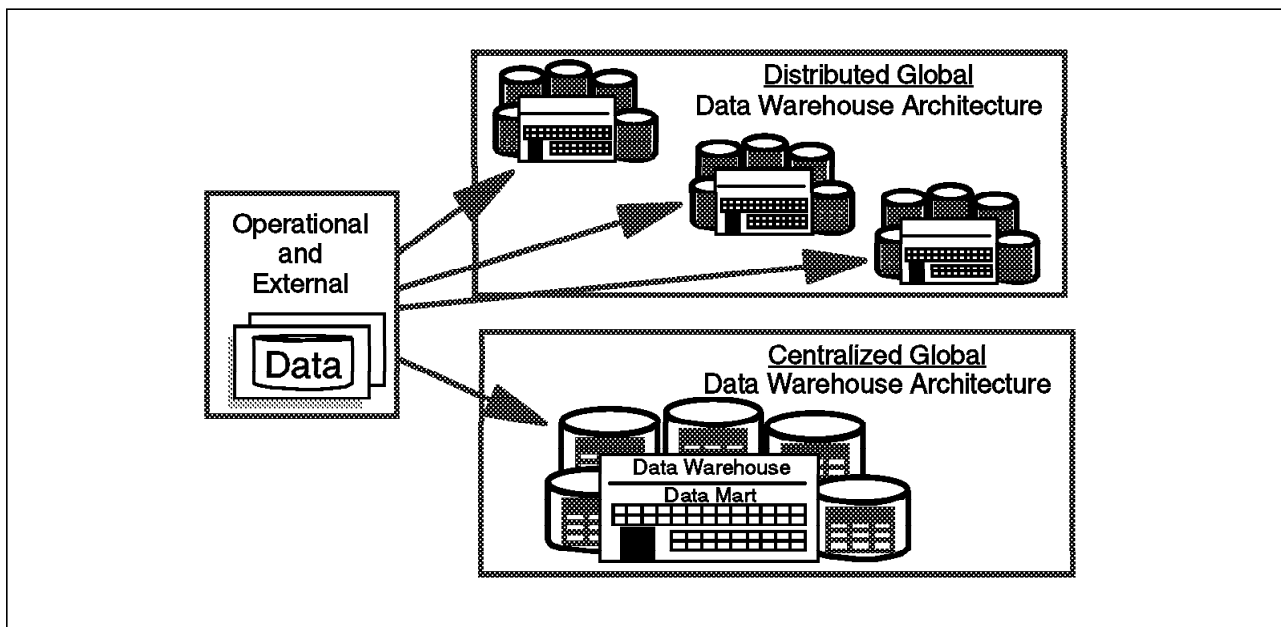 Distributed Global
Data Warehouse Architecture
Operational
and
External
Data
Centralized Global
Data Warehouse Architecture
Data Warehouse
Data Mart